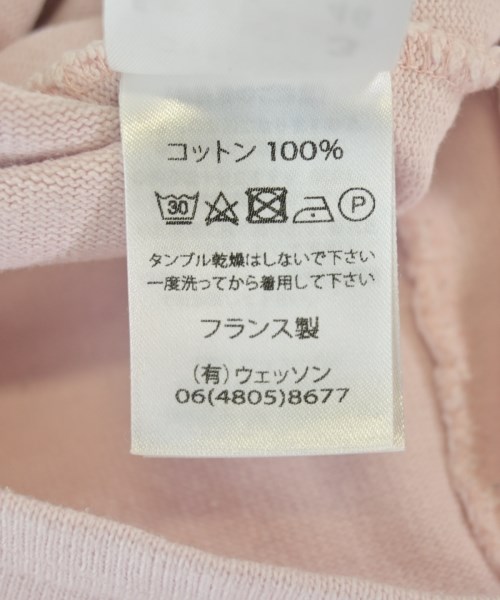 コットン 100%
30 P
タンブル乾燥はしないで下さい
一度洗ってから着用して下さい
フランス製
(有)ウェッソン
06(4805)8677